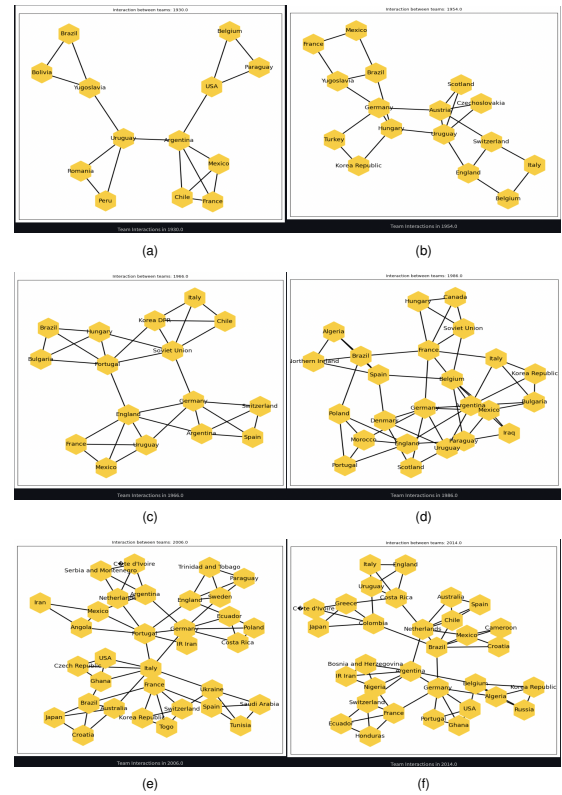 Interaction between teams: 1930.0
Brazil
Belgium
Bolivia
Paraguay
Yugoslavia
USA
Uruguay
Argentina
Mexico
Romania
Chile
Peru
France
Team Interactions in 1930.0
(a)
Interaction between teams: 1954.0
Mexico
France
Yugoslavia
Brazil
Scotland
Germany
Austria
Czechoslovakia
Hungary
Uruguay
Turkey
Switzerland
Korea Republic
England
Italy
Belgium
Team Interactions in 1954.0
(b)
Interaction between teams: 1966.0
Italy
Korea DPR
Chile
Brazil
Hungary
Soviet Union
Bulgaria
Portugal
Germany
Switzerland
England
Argentina
France
Uruguay
Spain
Mexico
Team Interactions in 1966.0
(c)
Interaction between teams: 1986.0
Hungary
Canada
Soviet Union
Algeria
Northern Ireland
Brazil
France
Italy
Spain
Belgium
Korea Republic
Bulgaria
Poland
Germany
Argentina
Mexico
Denmark
Morocco
England
Paraguay
Uruguay
Iraq
Portugal
Scotland
Team Interactions in 1986.0
(d)
Interaction between teams: 2006.0
C�te d'Ivoire
Serbia and Montenegro
Trinidad and Tobago
Paraguay
Netherlands
Argentina
England
Sweden
Iran
Mexico
Ecuador
Angola
Portugal
Germany
Poland
IR Iran
Costa Rica
USA
Czech Republic
Italy
Ghana
France
Ukraine
Brazil
Australia
Switzerland
Spain
Saudi Arabia
Japan
Korea Republic
Togo
Tunisia
Croatia
Team Interactions in 2006.0
(e)
Interaction between teams: 2014.0
Italy
England
Uruguay
Costa Rica
Australia
Spain
C�te d'Ivoire
Greece
Chile
Japan
Colombia
Netherlands
Mexico
Cameroon
Brazil
Croatia
Bosnia and Herzegovina
Argentina
IR Iran
Nigeria
Germany
Belgium
Korea Republic
Switzerland
Algeria
France
USA
Russia
Ecuador
Portugal
Ghana
Honduras
Team Interactions in 2014.0
(f)